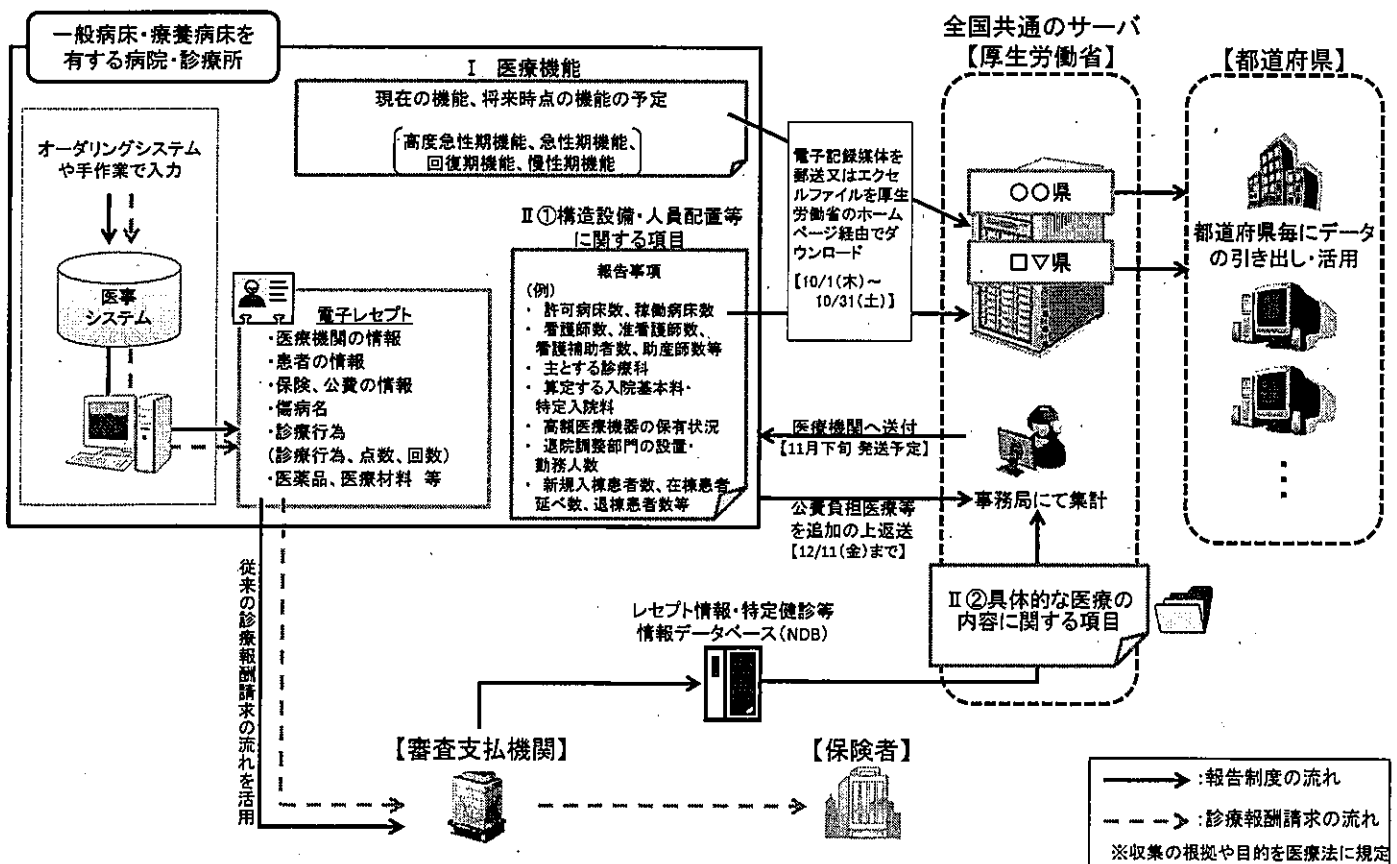 一般病床・療養病床を
有する病院・診療所
オーダリングシステム
や手作業で入力
医事
システム
電子レセプト
・医療機関の情報
・患者の情報
・保険、公費の情報
・傷病名
・診療行為
(診療行為、点数、回数)
・医薬品、医療材料 等
Ⅰ 医療機能
現在の機能、将来時点の機能の予定
高度急性期機能、急性期機能、
回復期機能、慢性期機能
Ⅱ①構造設備・人員配置等
に関する項目
報告事項
(例)
・ 許可病床数、稼働病床数
・ 看護師数、准看護師数、
看護補助者数、助産師数等
・ 主とする診療科
・ 算定する入院基本料・
特定入院料
・ 高額医療機器の保有状況
・ 退院調整部門の設置・
勤務人数
・ 新規入棟患者数、在棟患者
延べ数、退棟患者数等
電子記録媒体を
郵送又はエクセ
ルファイルを厚生
労働省のホーム
ページ経由でダ
ウンロード
【10/1(木)～
10/31(土)】
全国共通のサーバ
【厚生労働省】
○○県
□▽県
【都道府県】
都道府県毎にデータ
の引き出し・活用
医療機関へ送付
【11月下旬 発送予定】
公費負担医療等
を追加の上返送
【12/11(金)まで】
事務局にて集計
Ⅱ②具体的な医療の
内容に関する項目
レセプト情報・特定健診等
情報データベース(NDB)
従来の診療報酬請求の流れを活用
【審査支払機関】
【保険者】
:報告制度の流れ
:診療報酬請求の流れ
※収集の根拠や目的を医療法に規定